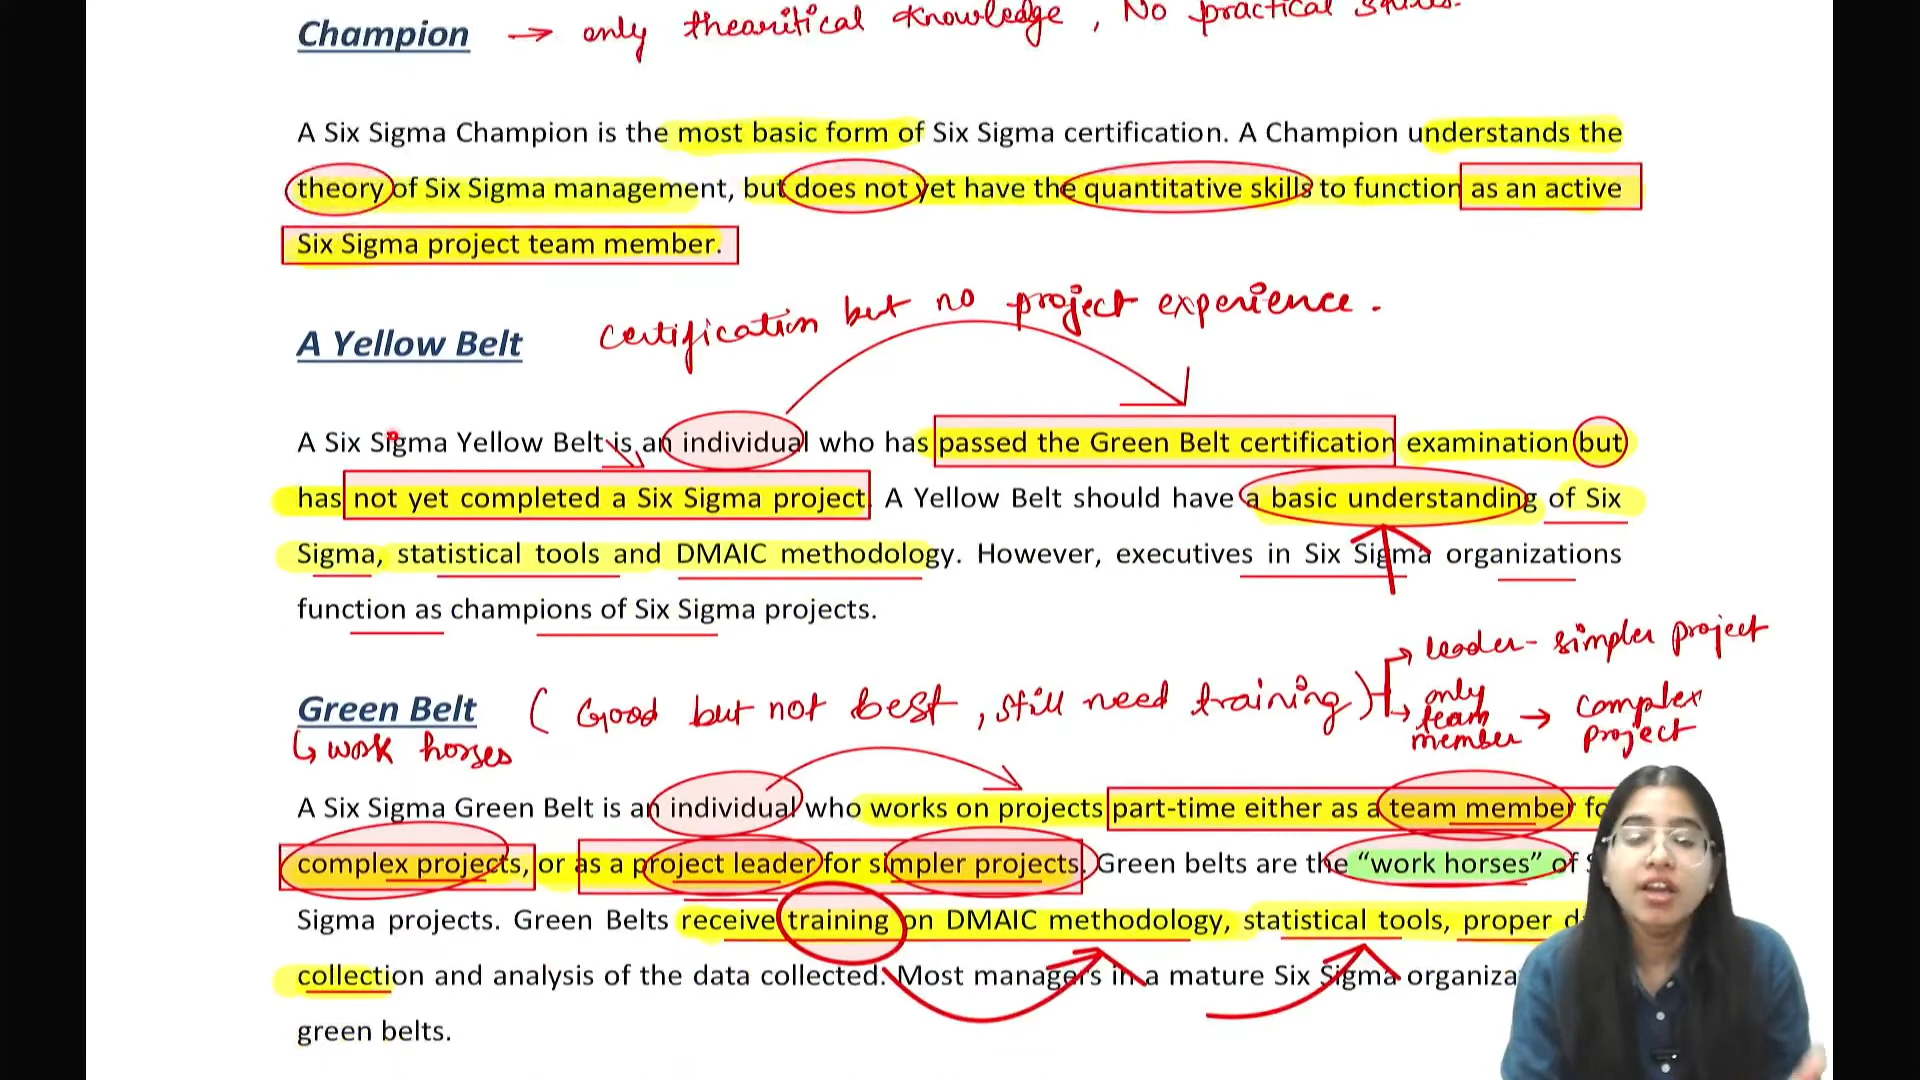 Champion → only thearitical knowledge, No practical skills.
A Six Sigma Champion is the most basic form of Six Sigma certification. A Champion understands the
theory of Six Sigma management, but does not yet have the quantitative skills to function as an active
Six Sigma project team member.
A Yellow Belt certification but no project experience.
A Six Sigma Yellow Belt is an individual who has passed the Green Belt certification examination but
has not yet completed a Six Sigma project. A Yellow Belt should have a basic understanding of Six
Sigma, statistical tools and DMAIC methodology. However, executives in Six Sigma organizations
function as champions of Six Sigma projects.
Green Belt ( Good but not best, still need training)
↳ work horses
→ leader - simpler project
→ only team member → complex project
A Six Sigma Green Belt is an individual who works on projects part-time either as a team member fo
complex projects, or as a project leader for simpler projects. Green belts are the “work horses” of S
Sigma projects. Green Belts receive training on DMAIC methodology, statistical tools, proper d
collection and analysis of the data collected. Most managers in a mature Six Sigma organiza
green belts.